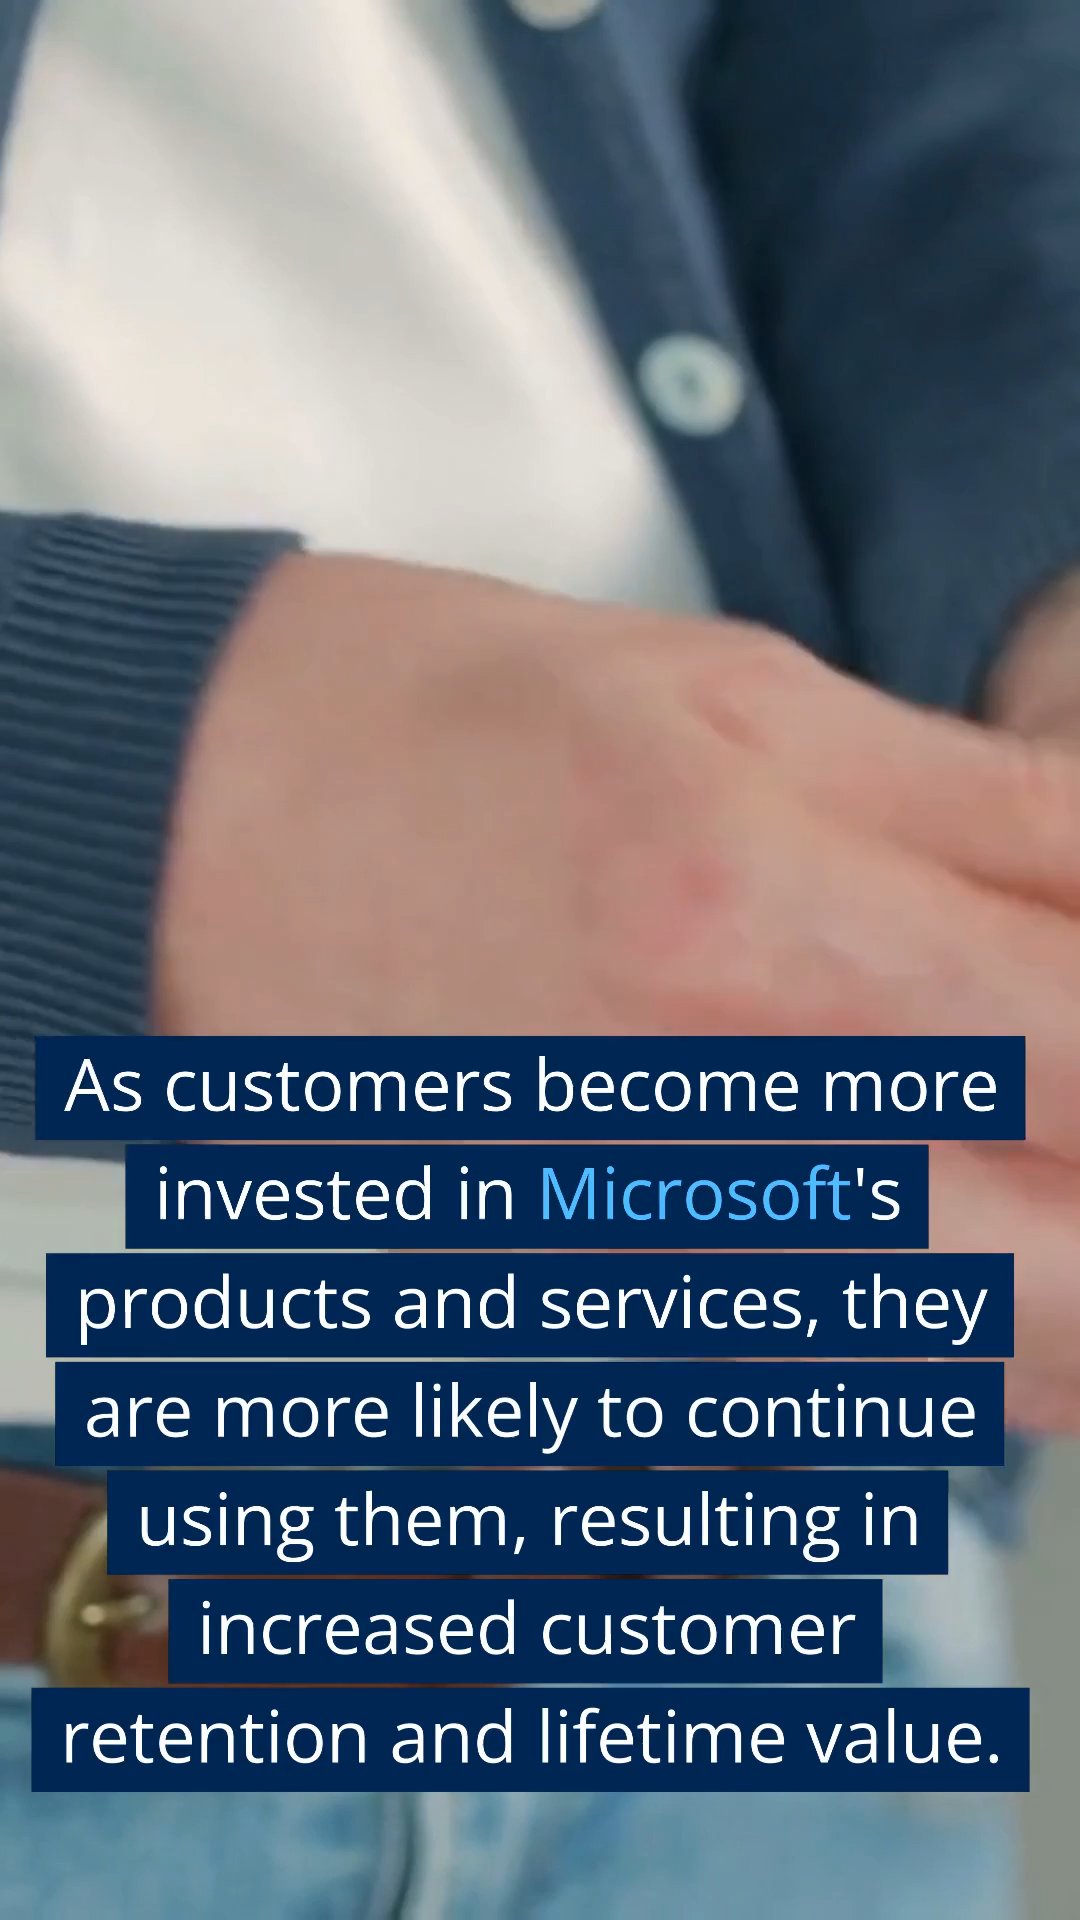 As customers become more
invested in Microsoft's
products and services, they
are more likely to continue
using them, resulting in
increased customer
retention and lifetime value.